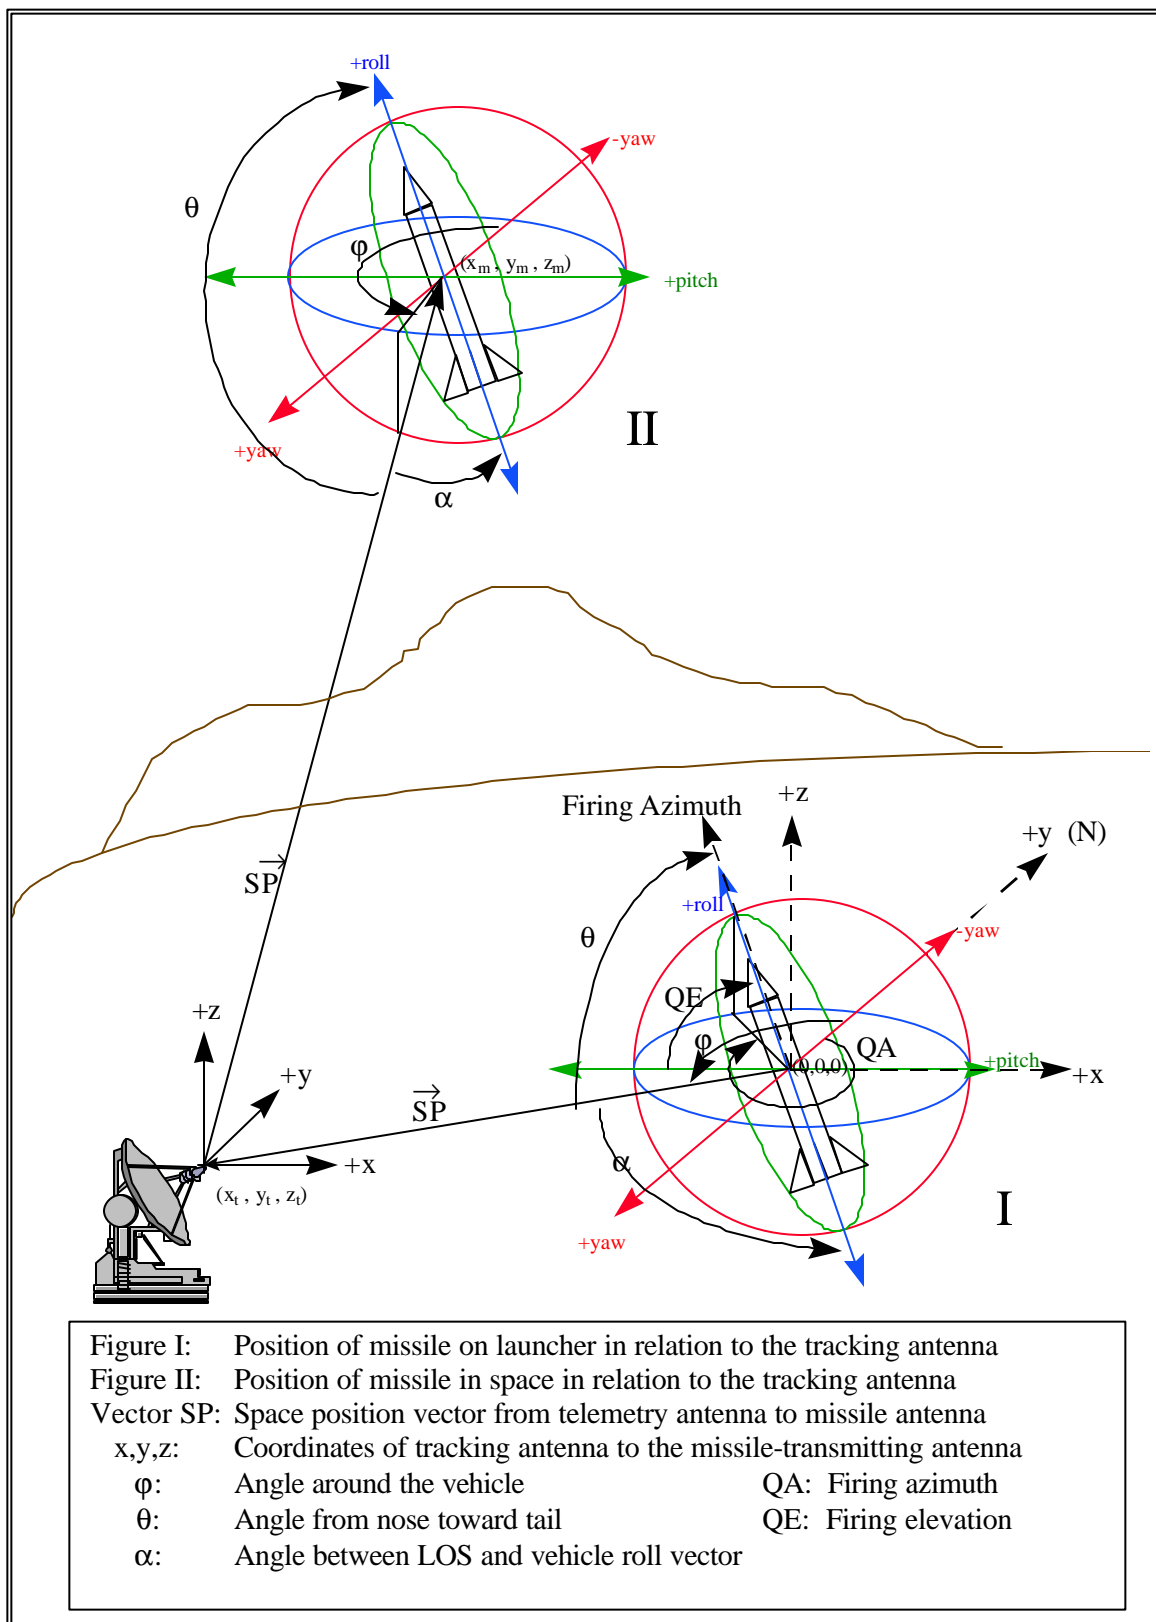 +roll
-yaw
θ
φ
(xm , ym , zm)
+pitch
II
+yaw
α
Firing Azimuth
+z
+y (N)
SP
+roll
θ
-yaw
QE
+z
φ
QA
+y
(0,0,0)
+pitch
+x
SP
+x
α
(xt , yt , zt)
I
+yaw
Figure I: Position of missile on launcher in relation to the tracking antenna
Figure II: Position of missile in space in relation to the tracking antenna
Vector SP: Space position vector from telemetry antenna to missile antenna
x,y,z: Coordinates of tracking antenna to the missile-transmitting antenna
φ: Angle around the vehicle QA: Firing azimuth
θ: Angle from nose toward tail QE: Firing elevation
α: Angle between LOS and vehicle roll vector